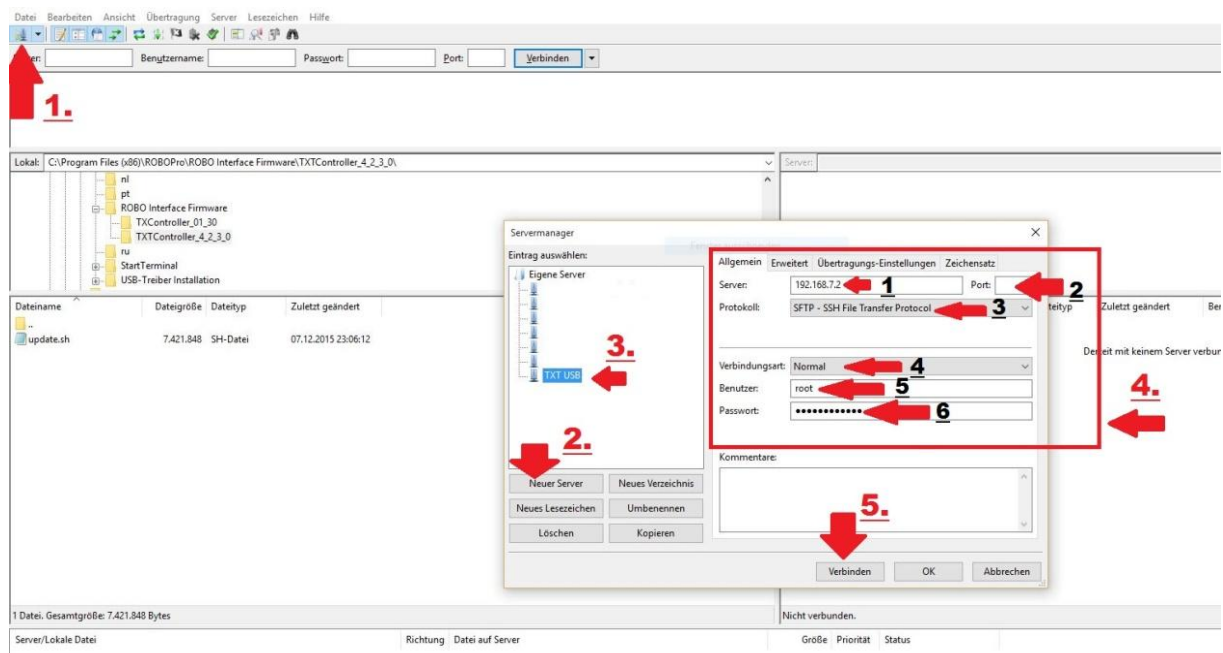 Datei Bearbeiten Ansicht Übertragung Server Lesezeichen Hilfe
Benutzername: Passwort: Port: Verbinden
1.
Lokal: C:\Program Files (x86)\ROBOPro\ROBO Interface Firmware\TXTController_4_2_3_0\
Server:
nl
pt
ROBO Interface Firmware
TXController_01_30
TXTController_4_2_3_0
ru
StartTerminal
USB-Treiber Installation
Dateiname Dateigröße Dateityp Zuletzt geändert
..
update.sh 7.421.848 SH-Datei 07.12.2015 23:06:12
1 Datei. Gesamtgröße: 7.421.848 Bytes
Servermanager
Eintrag auswählen:
Eigene Server
TXT USB
3.
2.
Neuer Server Neues Verzeichnis
Neues Lesezeichen Umbenennen
Löschen Kopieren
Allgemein Erweitert Übertragungs-Einstellungen Zeichensatz
Server: 192.168.7.2 1 Port: 2
Protokoll: SFTP - SSH File Transfer Protocol 3
Verbindungsart: Normal 4
Benutzer: root 5
Passwort: •••••••••••• 6
Kommentare:
5.
Verbinden OK Abbrechen
4.
Zuletzt geändert
mit keinem Server
Nicht verbunden.
Server/Lokale Datei Richtung Datei auf Server Größe Priorität Status